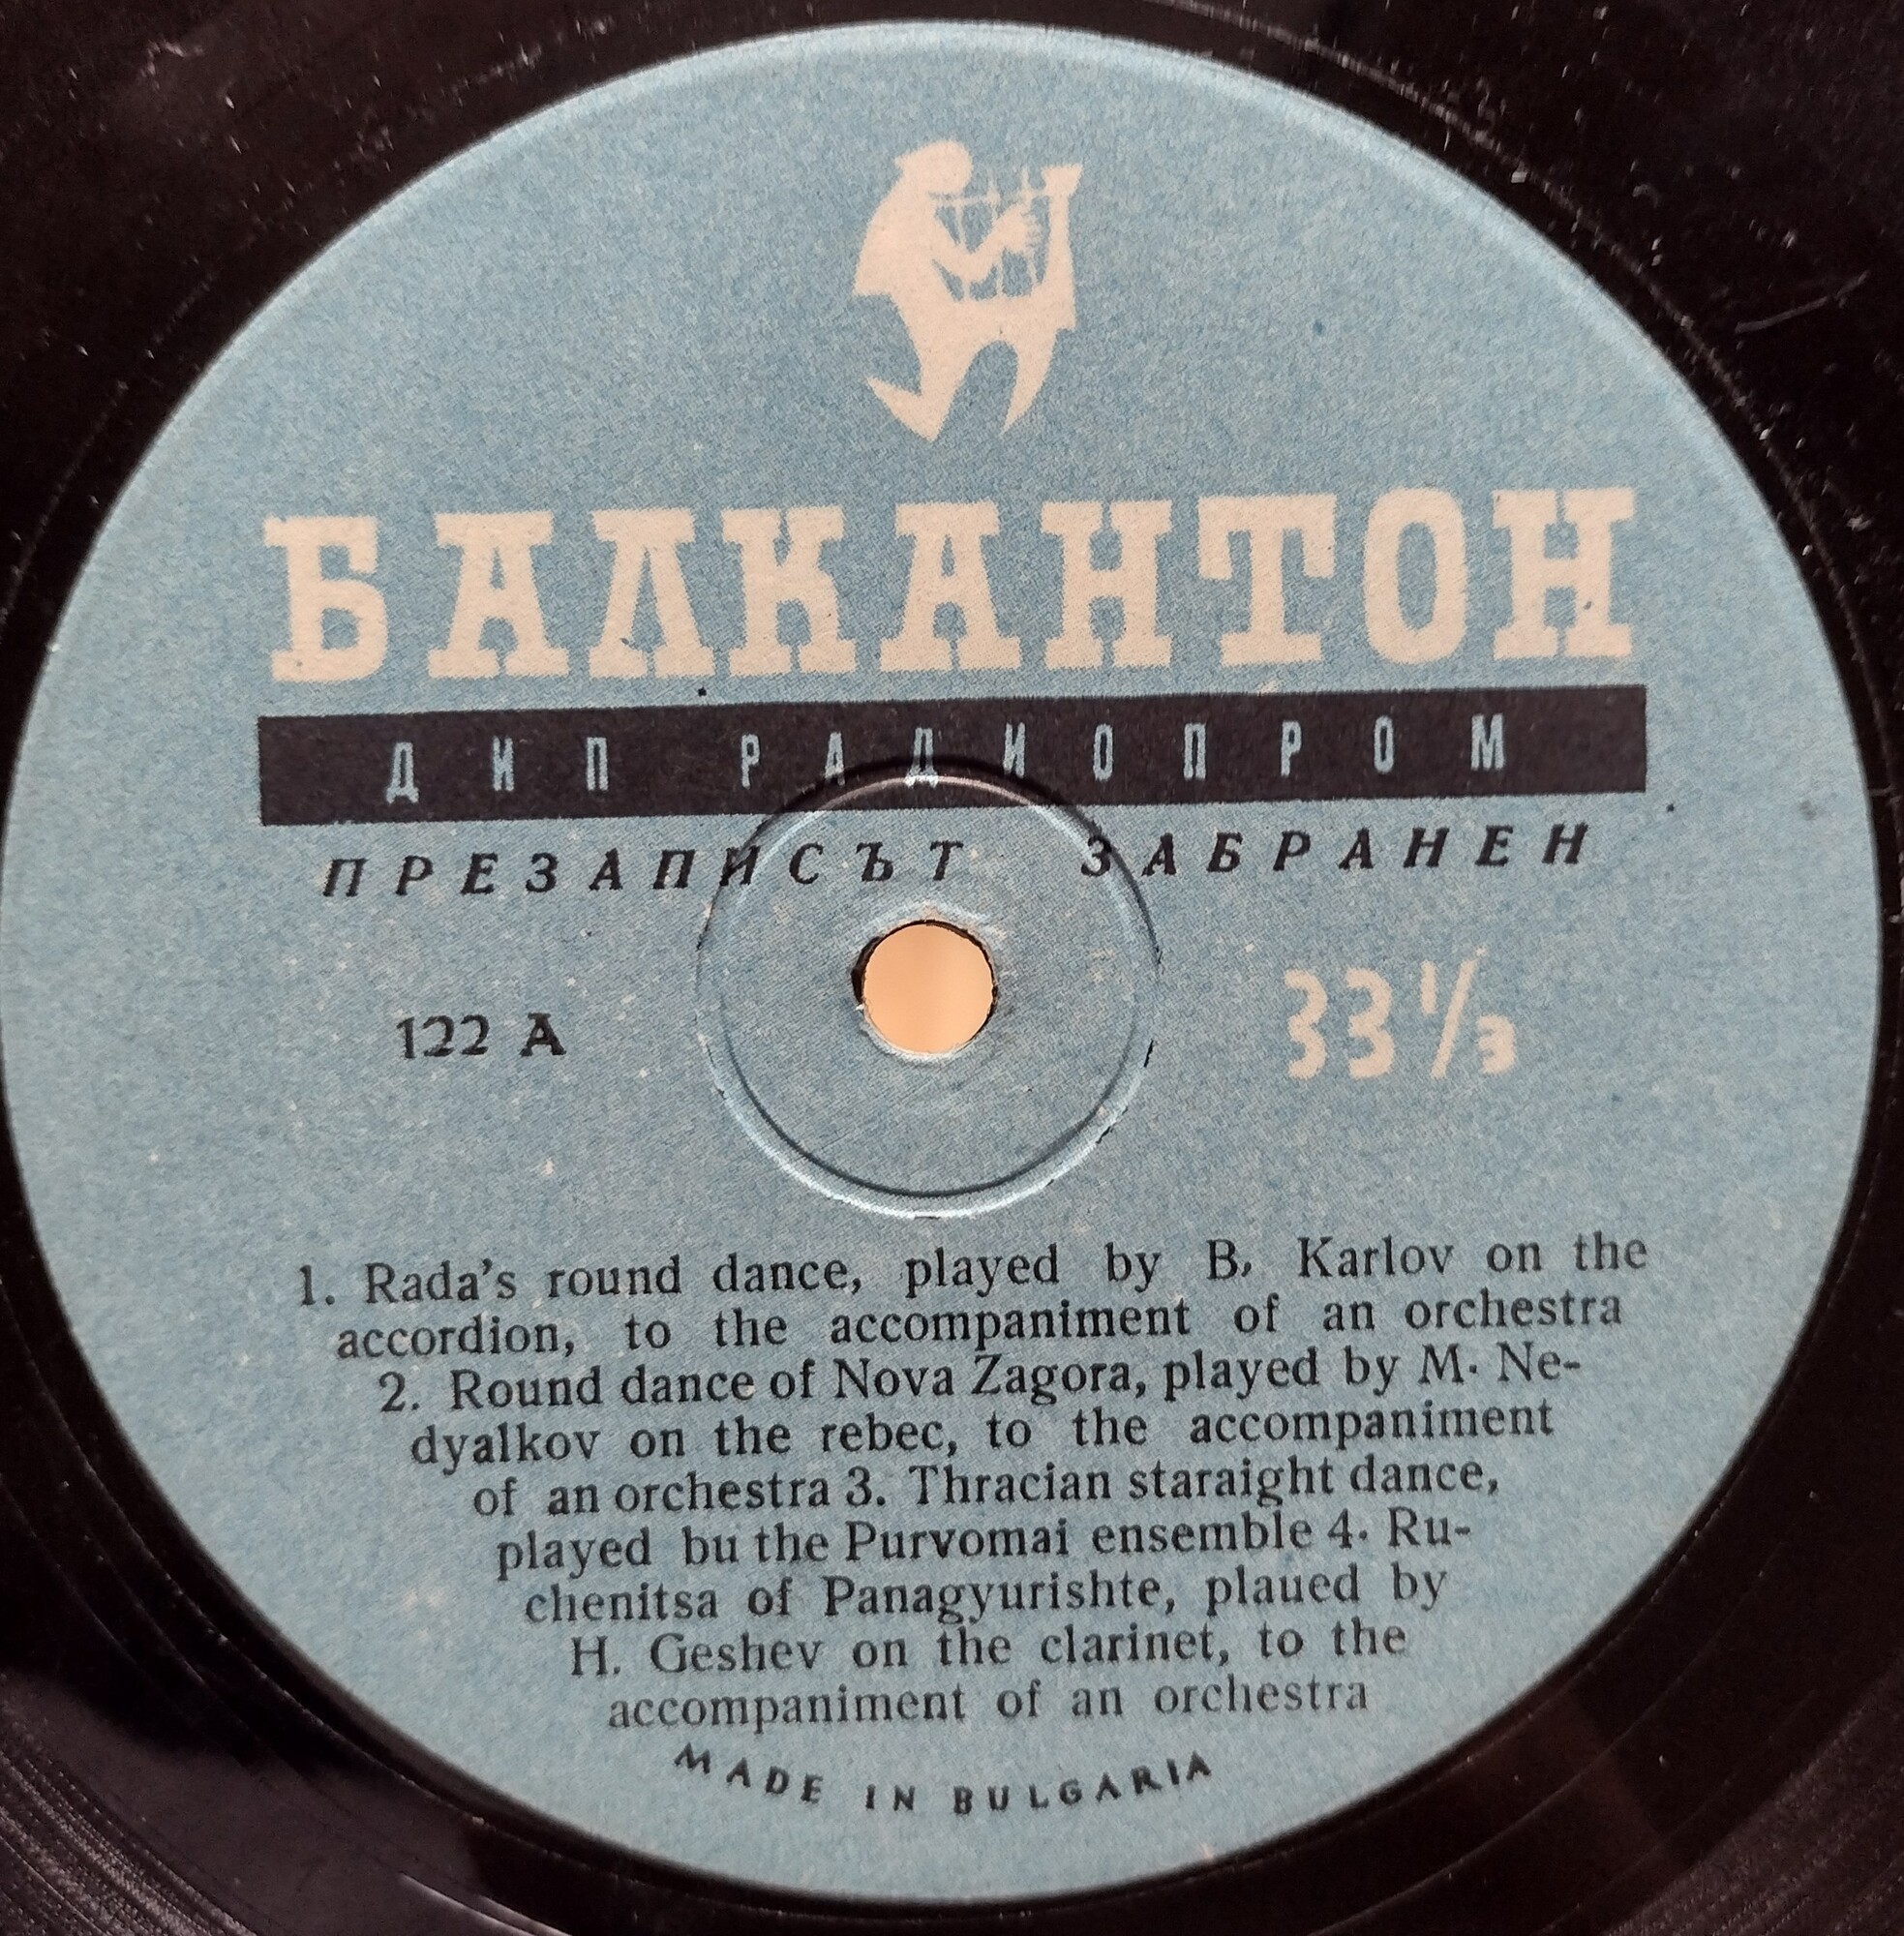 БАЛКАНТОН
ДИП РАДИОПРОМ
ПРЕЗАПИСЪТ ЗАБРАНЕН
122 A
33 1/3
1. Rada's round dance, played by B. Karlov on the
accordion, to the accompaniment of an orchestra
2. Round dance of Nova Zagora, played by M. Ne-
dyalkov on the rebec, to the accompaniment
of an orchestra 3. Thracian staraight dance,
played bu the Purvomai ensemble 4. Ru-
chenitsa of Panagyurishte, plaued by
H. Geshev on the clarinet, to the
accompaniment of an orchestra
MADE IN BULGARIA